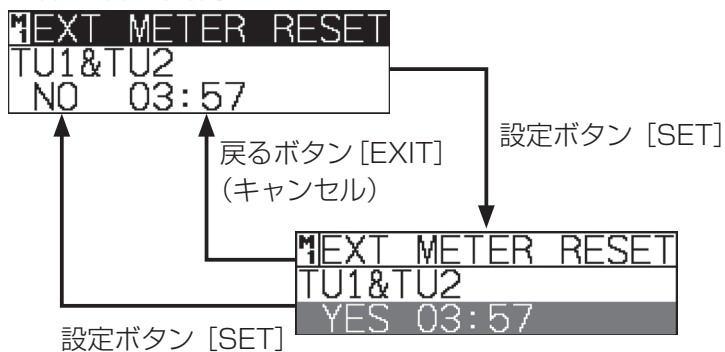 M1 EXT METER RESET
TU1&TU2
NO 03:57
設定ボタン [SET]
戻るボタン [EXIT]
(キャンセル)
M1 EXT METER RESET
TU1&TU2
YES 03:57
設定ボタン [SET]